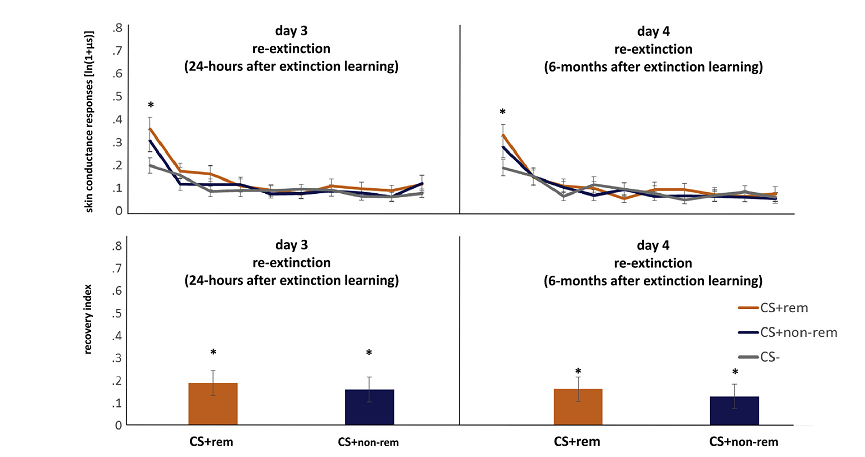 skin conductance responses [ln(1+µs)]
.8
.7
.6
.5
.4
.3
.2
.1
0
day 3
re-extinction
(24-hours after extinction learning)
*
day 4
re-extinction
(6-months after extinction learning)
*
recovery index
.8
.7
.6
.5
.4
.3
.2
.1
0
day 3
re-extinction
(24-hours after extinction learning)
*
*
CS+rem
CS+non-rem
day 4
re-extinction
(6-months after extinction learning)
CS+rem
CS+non-rem
CS-
*
*
CS+rem
CS+non-rem